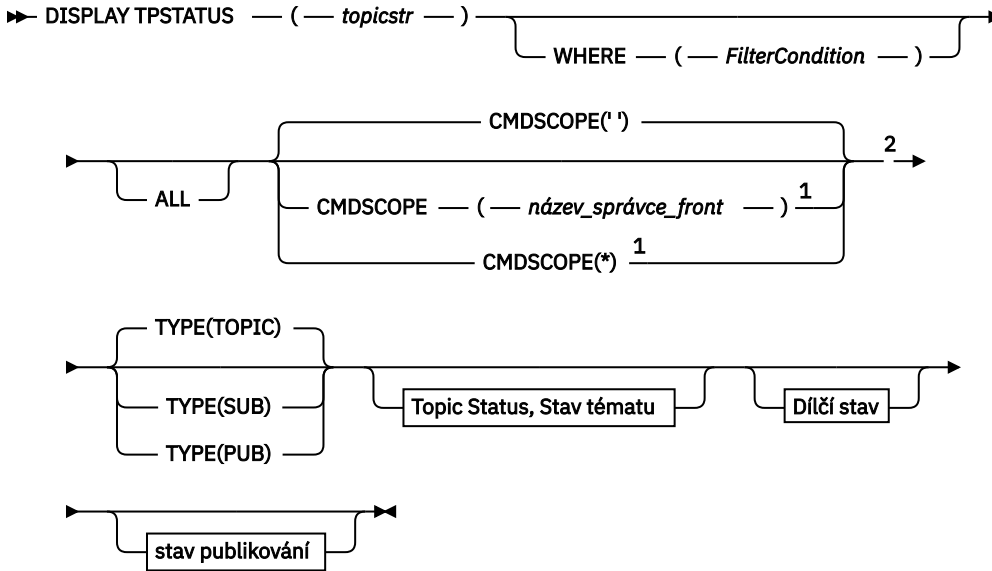 DISPLAY TPSTATUS ( topicstr )
WHERE ( FilterCondition )
CMDSCOPE(' ')
2
ALL
CMDSCOPE ( název_správce_front ) 1
CMDSCOPE(*) 1
TYPE(TOPIC)
TYPE(SUB)
TYPE(PUB)
Topic Status, Stav tématu
Dílčí stav
stav publikování